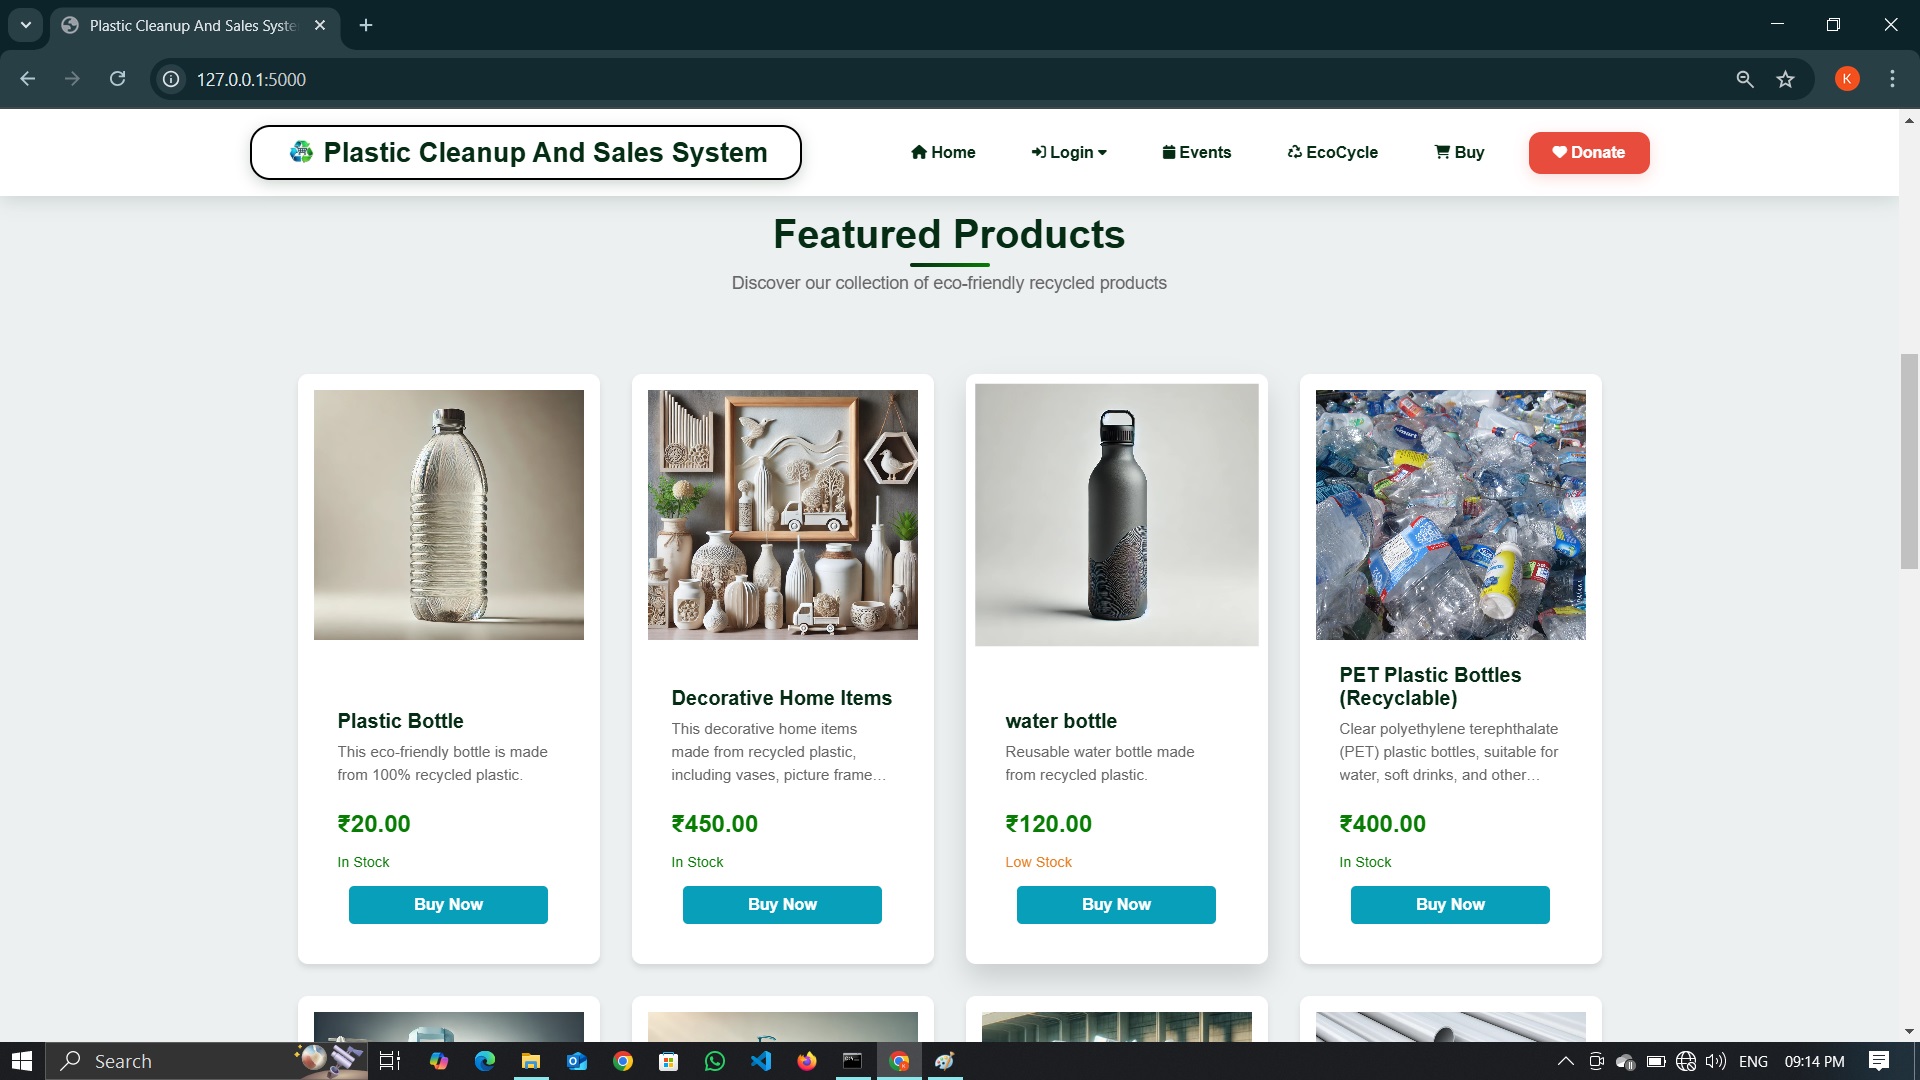 Plastic Cleanup And Sales Syste
127.0.0.1:5000
K
Plastic Cleanup And Sales System
Home
Login
Events
EcoCycle
Buy
Donate
Featured Products
Discover our collection of eco-friendly recycled products
Plastic Bottle
This eco-friendly bottle is made
from 100% recycled plastic.
₹20.00
In Stock
Buy Now
Decorative Home Items
This decorative home items
made from recycled plastic,
including vases, picture frame...
₹450.00
In Stock
Buy Now
water bottle
Reusable water bottle made
from recycled plastic.
₹120.00
Low Stock
Buy Now
PET Plastic Bottles
(Recyclable)
Clear polyethylene terephthalate
(PET) plastic bottles, suitable for
water, soft drinks, and other...
₹400.00
In Stock
Buy Now
Search
ENG
09:14 PM